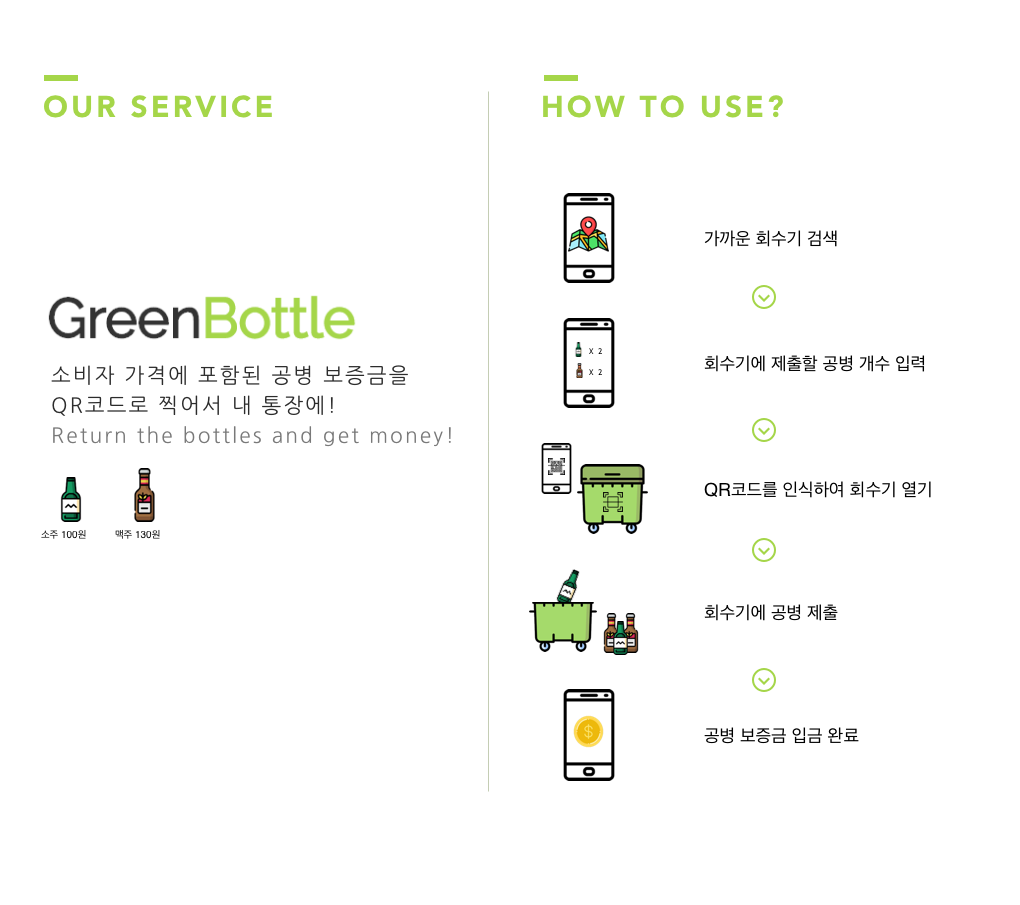 OUR SERVICE
GreenBottle
소비자 가격에 포함된 공병 보증금을
QR코드로 찍어서 내 통장에!
Return the bottles and get money!
소주 100원
맥주 130원
HOW TO USE?
가까운 회수기 검색
X 2
X 2
회수기에 제출할 공병 개수 입력
QR코드를 인식하여 회수기 열기
회수기에 공병 제출
$
공병 보증금 입금 완료